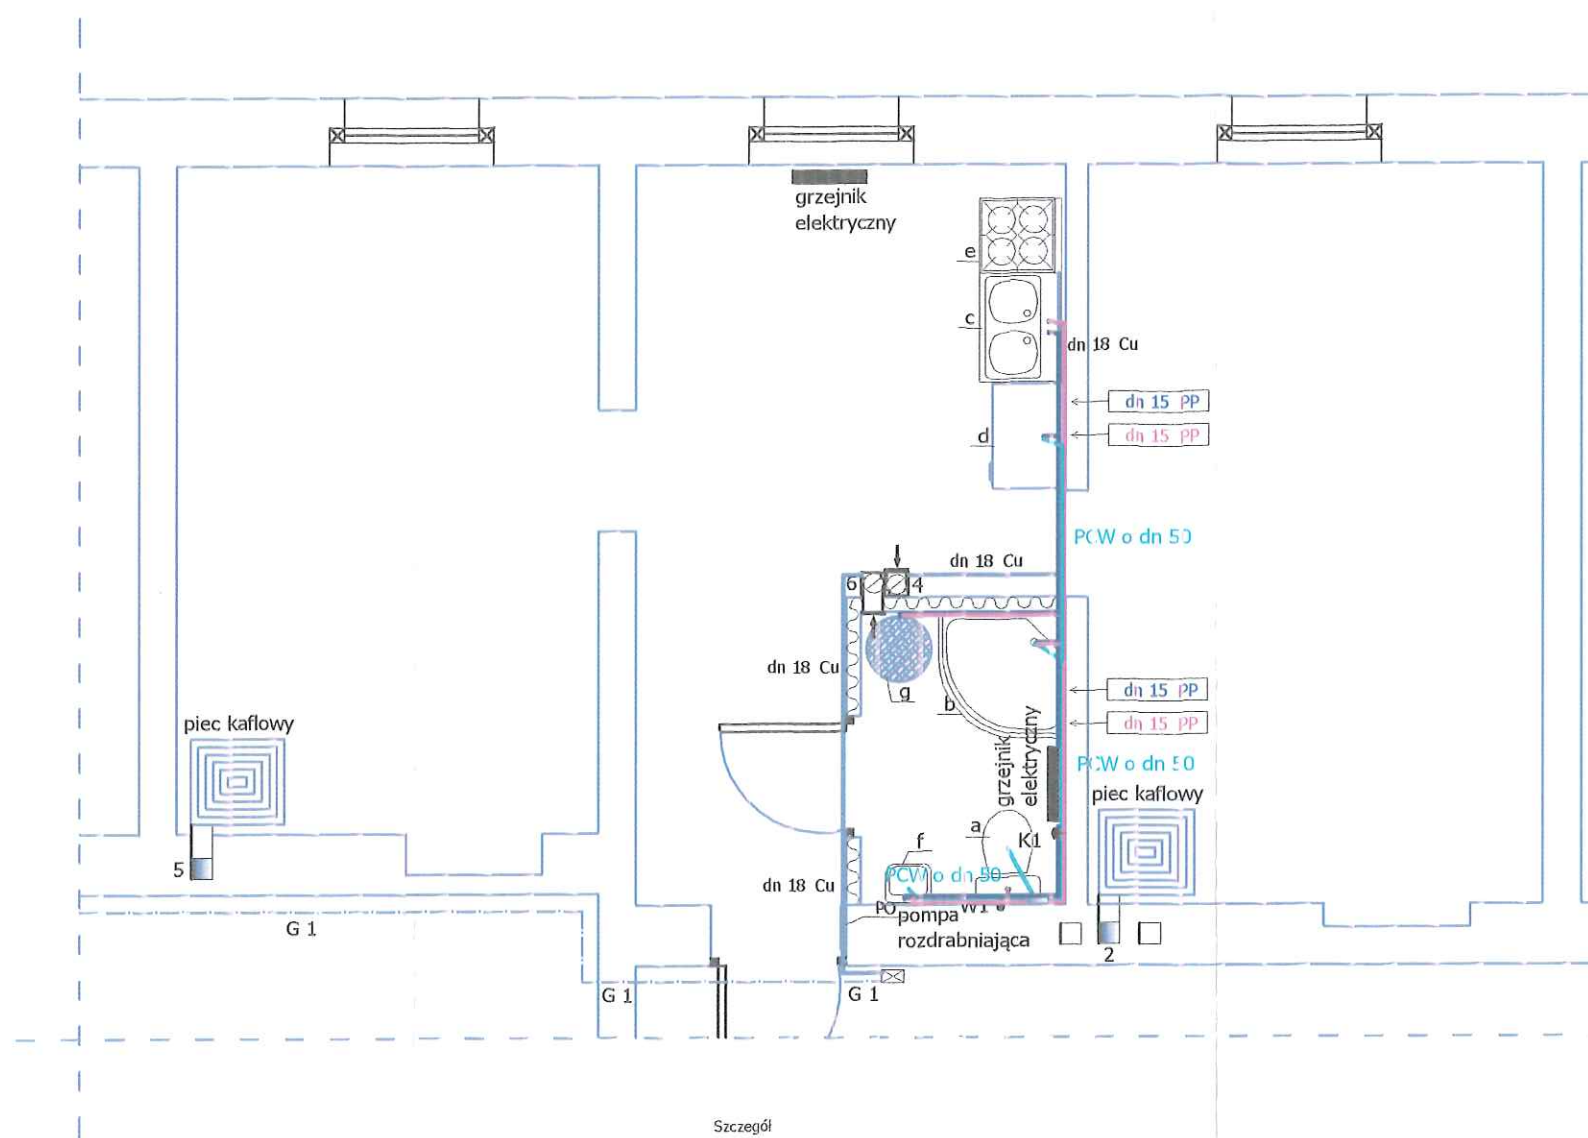 grzejnik
elektryczny
e
c
dn 18 Cu
dn 15 PP
dn 15 PP
d
PCW o dn 50
dn 18 Cu
6
4
dn 18 Cu
g
b
dn 15 PP
dn 15 PP
grzejnik
elektryczny
piec kaflowy
PCW o dn 50
piec kaflowy
a
K1
f
5
PCW o dn 50
dn 18 Cu
PO
W1
pompa
rozdrabniająca
G 1
2
G 1
G 1
Szczegół